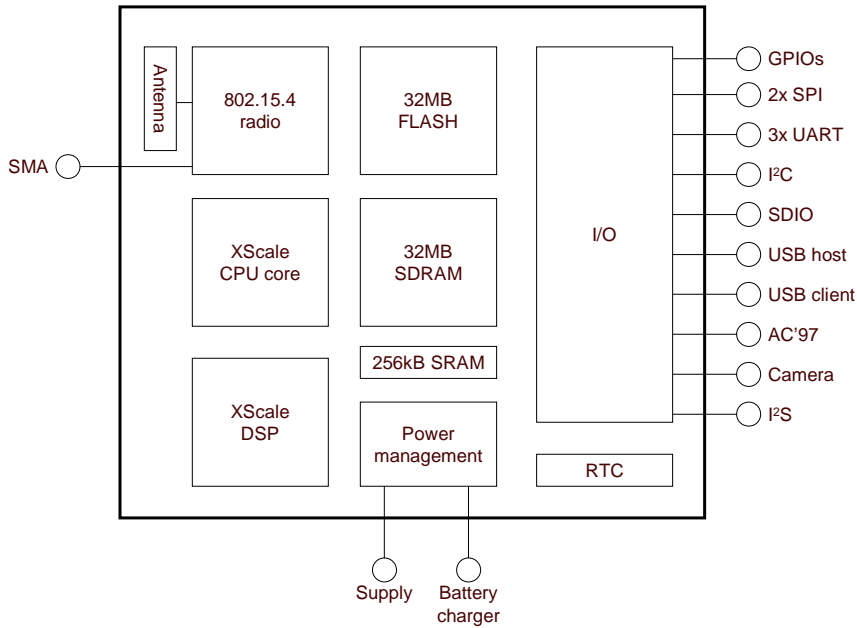 Antenna
802.15.4
radio
32MB
FLASH
SMA
XScale
CPU core
32MB
SDRAM
256kB SRAM
XScale
DSP
Power
management
I/O
RTC
GPIOs
2x SPI
3x UART
I²C
SDIO
USB host
USB client
AC’97
Camera
I²S
Supply
Battery
charger